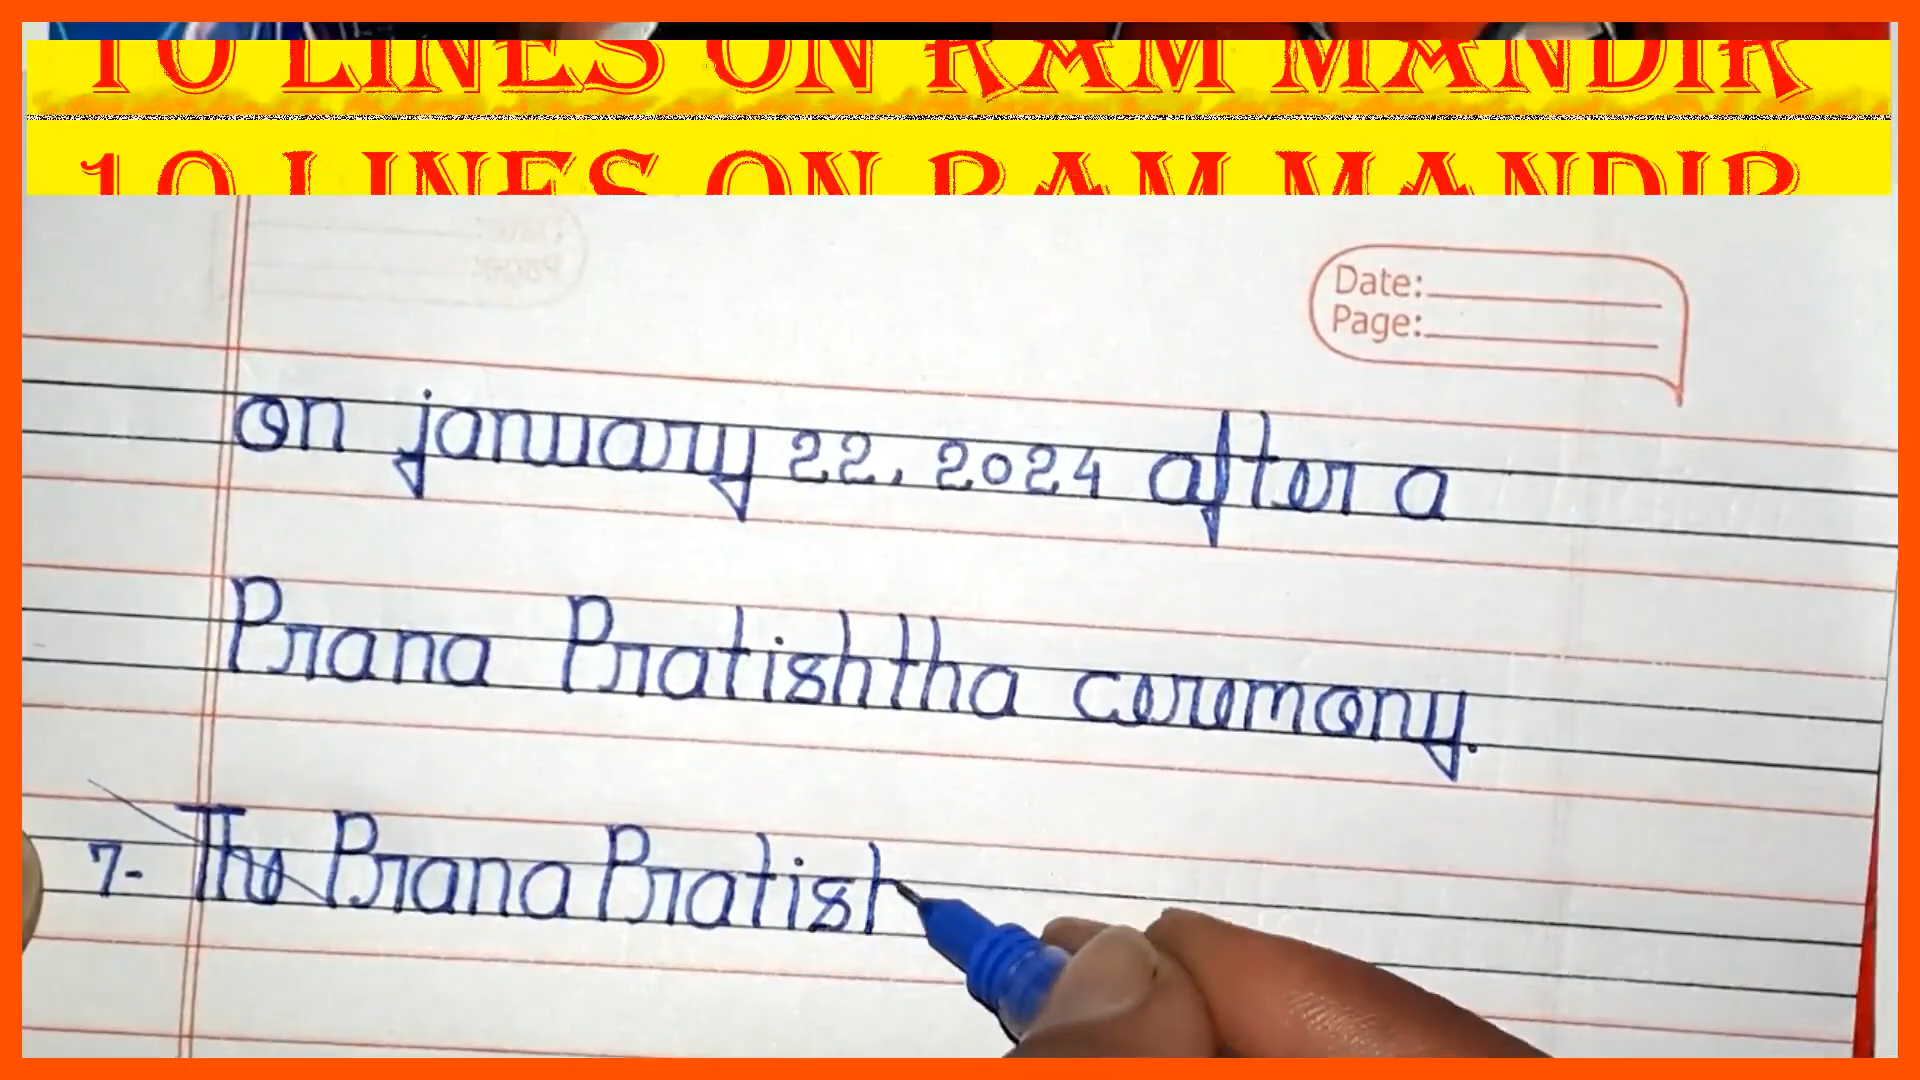 10 LINES ON RAM MANDIR
10 LINES ON RAM MANDIR
Date:
Page:
on january 22, 2024 after a
Prana Pratishtha ceremony.
7- The Prana Pratist